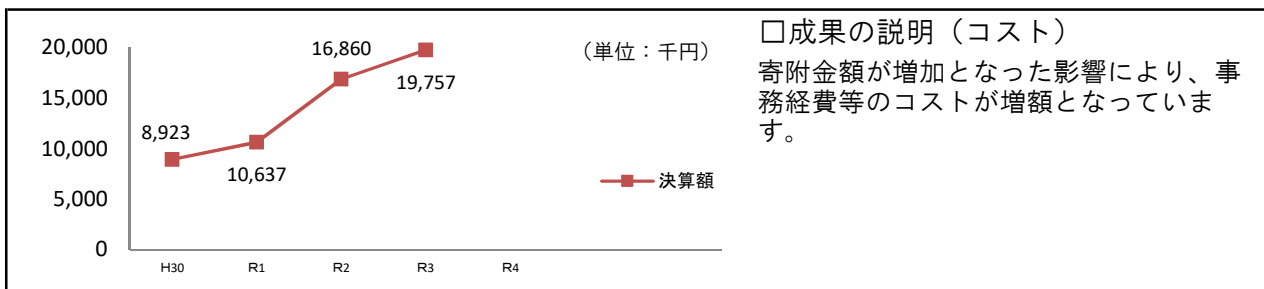 20,000
15,000
10,000
5,000
0
(単位:千円)
8,923
10,637
16,860
19,757
決算額
H30
R1
R2
R3
R4
□成果の説明(コスト)
寄附金額が増加となった影響により、事
務経費等のコストが増額となっていま
す。